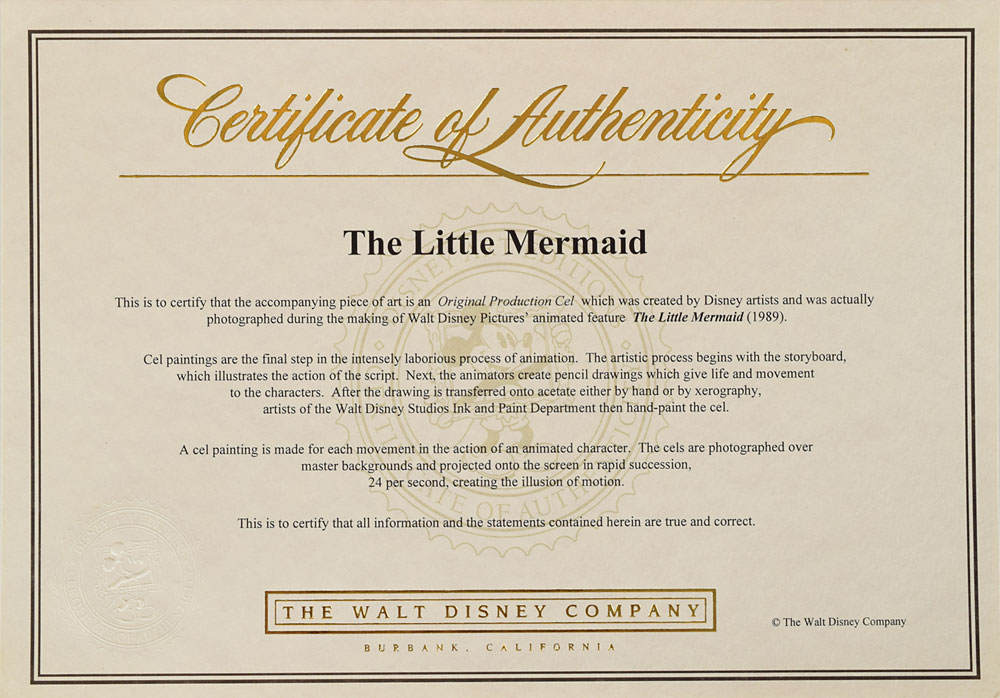 Certificate of Authenticity
The Little Mermaid
This is to certify that the accompanying piece of art is an Original Production Cel which was created by Disney artists and was actually
photographed during the making of Walt Disney Pictures' animated feature The Little Mermaid (1989).
Cel paintings are the final step in the intensely laborious process of animation. The artistic process begins with the storyboard,
which illustrates the action of the script. Next, the animators create pencil drawings which give life and movement
to the characters. After the drawing is transferred onto acetate either by hand or by xerography,
artists of the Walt Disney Studios Ink and Paint Department then hand-paint the cel.
A cel painting is made for each movement in the action of an animated character. The cels are photographed over
master backgrounds and projected onto the screen in rapid succession,
24 per second, creating the illusion of motion.
This is to certify that all information and the statements contained herein are true and correct.
THE WALT DISNEY COMPANY
© The Walt Disney Company
BURBANK, CALIFORNIA